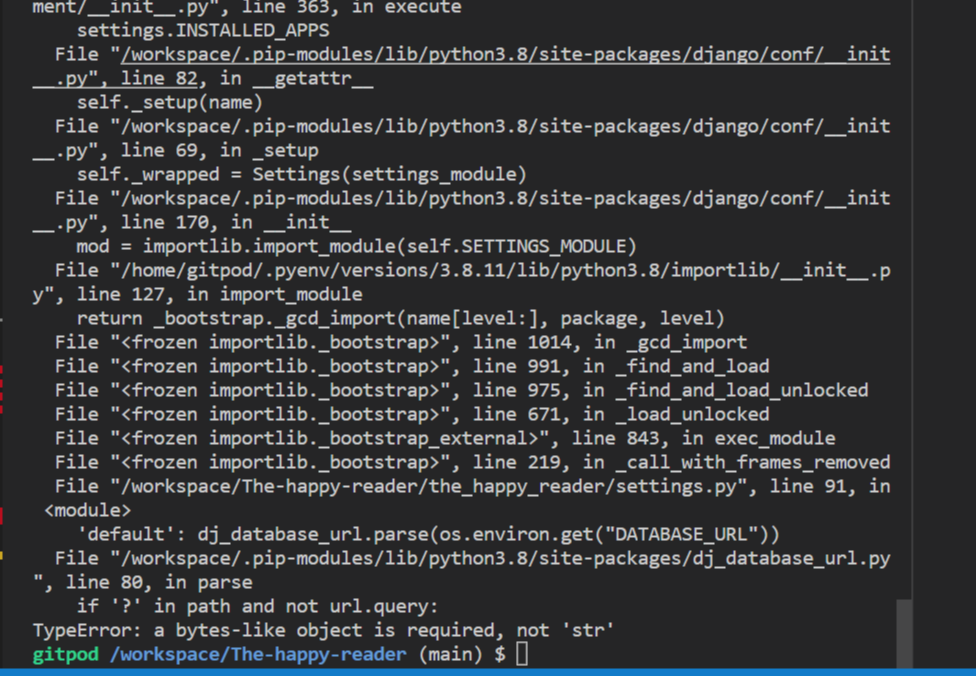 ment/__init__.py", line 363, in execute
    settings.INSTALLED_APPS
  File "/workspace/.pip-modules/lib/python3.8/site-packages/django/conf/__init
__.py", line 82, in __getattr__
    self._setup(name)
  File "/workspace/.pip-modules/lib/python3.8/site-packages/django/conf/__init
__.py", line 69, in _setup
    self._wrapped = Settings(settings_module)
  File "/workspace/.pip-modules/lib/python3.8/site-packages/django/conf/__init
__.py", line 170, in __init__
    mod = importlib.import_module(self.SETTINGS_MODULE)
  File "/home/gitpod/.pyenv/versions/3.8.11/lib/python3.8/importlib/__init__.p
y", line 127, in import_module
    return _bootstrap._gcd_import(name[level:], package, level)
  File "<frozen importlib._bootstrap>", line 1014, in _gcd_import
  File "<frozen importlib._bootstrap>", line 991, in _find_and_load
  File "<frozen importlib._bootstrap>", line 975, in _find_and_load_unlocked
  File "<frozen importlib._bootstrap>", line 671, in _load_unlocked
  File "<frozen importlib._bootstrap_external>", line 843, in exec_module
  File "<frozen importlib._bootstrap>", line 219, in _call_with_frames_removed
  File "/workspace/The-happy-reader/the_happy_reader/settings.py", line 91, in
 <module>
    'default': dj_database_url.parse(os.environ.get("DATABASE_URL"))
  File "/workspace/.pip-modules/lib/python3.8/site-packages/dj_database_url.py
", line 80, in parse
    if '?' in path and not url.query:
TypeError: a bytes-like object is required, not 'str'
gitpod /workspace/The-happy-reader (main) $